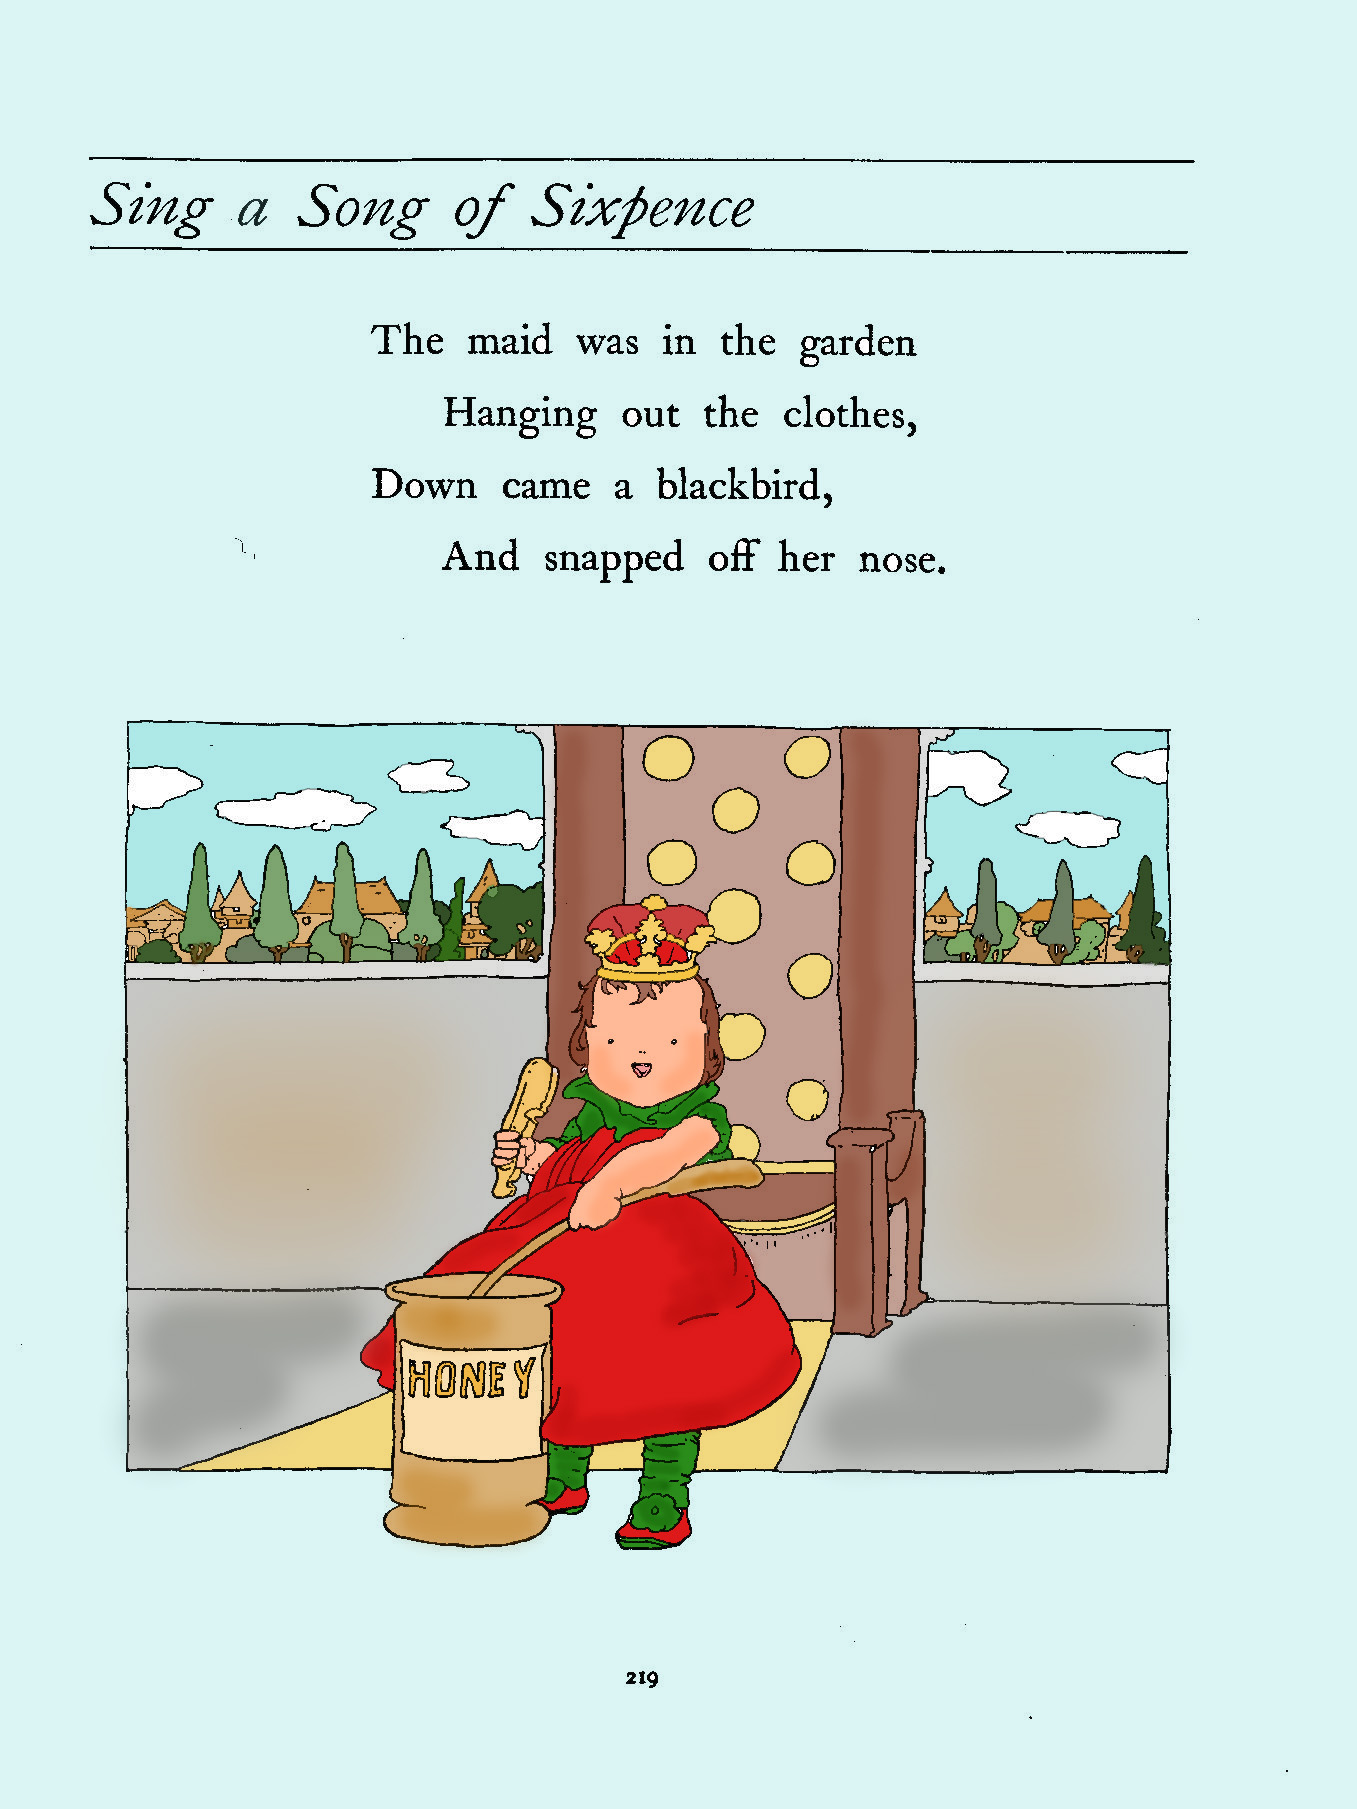 Sing a Song of Sixpence
The maid was in the garden
Hanging out the clothes,
Down came a blackbird,
And snapped off her nose.
HONEY
219